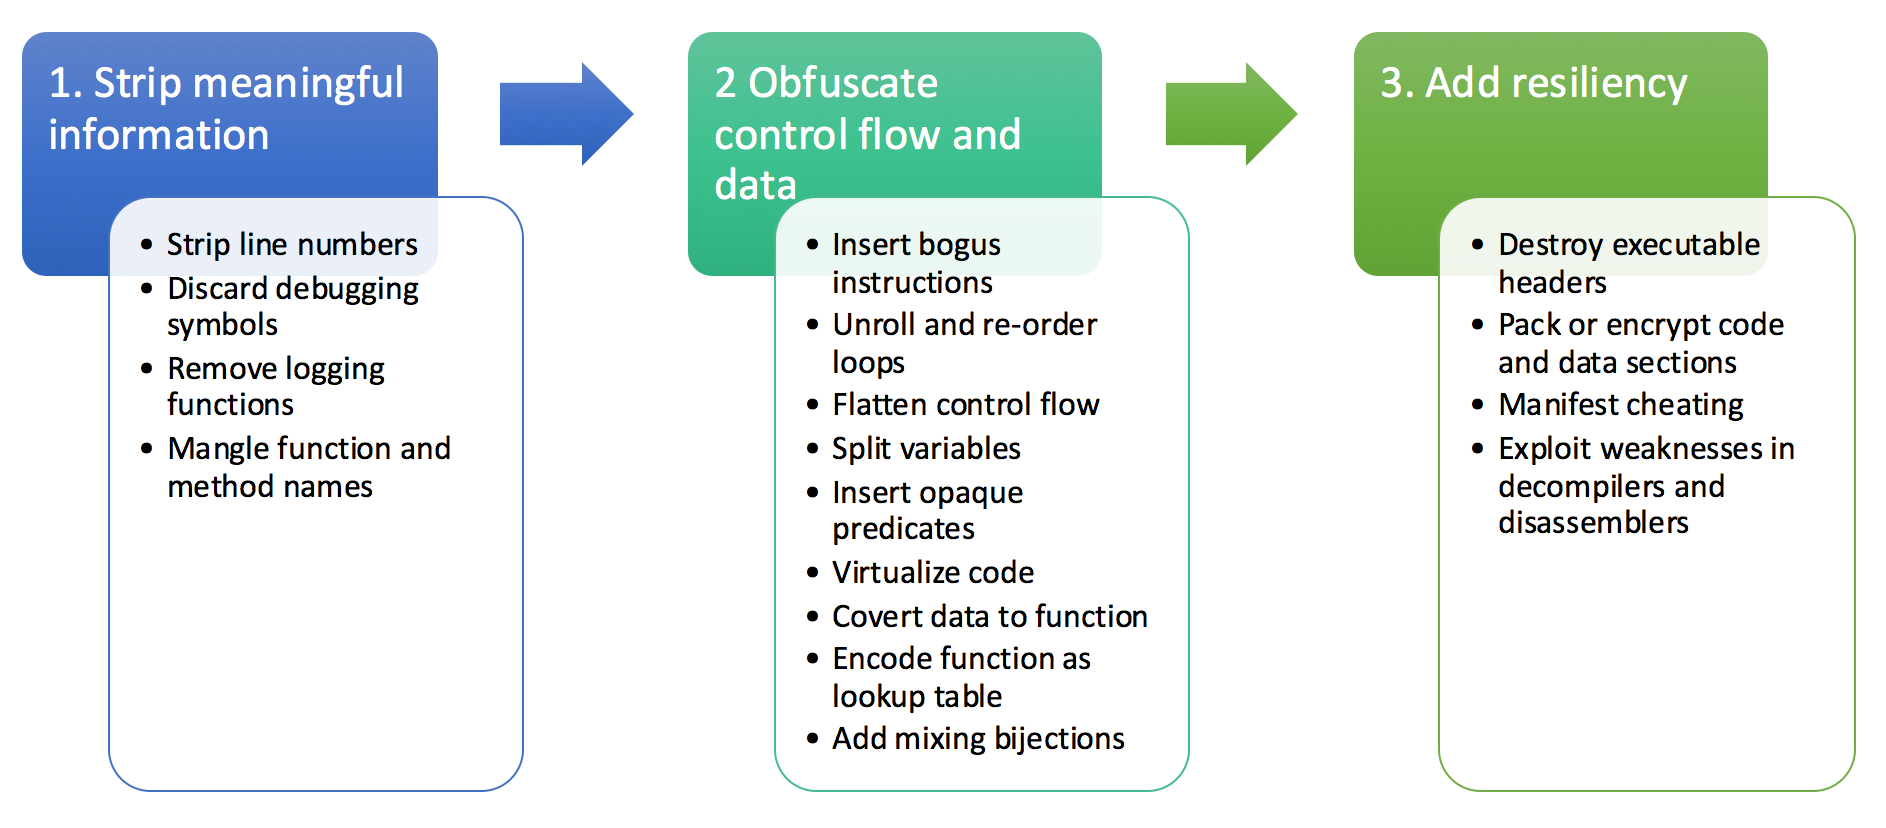 1. Strip meaningful
information
• Strip line numbers
• Discard debugging
symbols
• Remove logging
functions
• Mangle function and
method names
2 Obfuscate
control flow and
data
• Insert bogus
instructions
• Unroll and re-order
loops
• Flatten control flow
• Split variables
• Insert opaque
predicates
• Virtualize code
• Covert data to function
• Encode function as
lookup table
• Add mixing bijections
3. Add resiliency
• Destroy executable
headers
• Pack or encrypt code
and data sections
• Manifest cheating
• Exploit weaknesses in
decompilers and
disassemblers